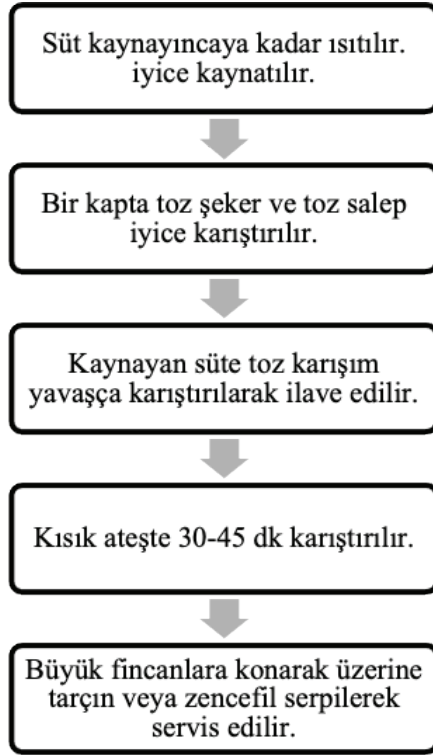 Süt kaynayıncaya kadar ısıtılır.
iyice kaynatılır.
Bir kapta toz şeker ve toz salep
iyice karıştırılır.
Kaynayan süte toz karışım
yavaşça karıştırılarak ilave edilir.
Kısık ateşte 30-45 dk karıştırılır.
Büyük fincanlara konarak üzerine
tarçın veya zencefil serpilerek
servis edilir.